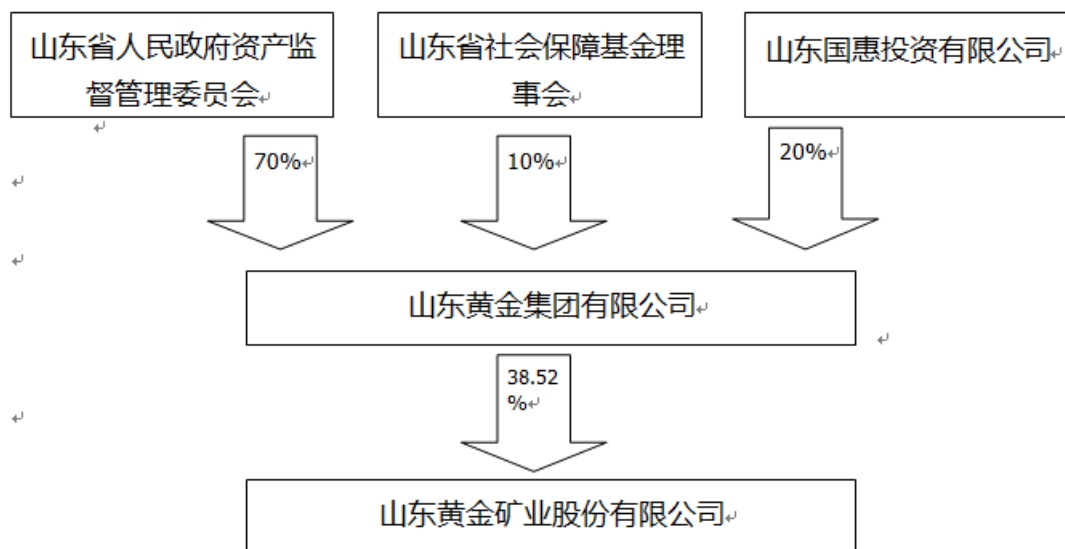 山东省人民政府资产监
督管理委员会
山东省社会保障基金理
事会
山东国惠投资有限公司
70%
10%
20%
山东黄金集团有限公司
38.52
%
山东黄金矿业股份有限公司